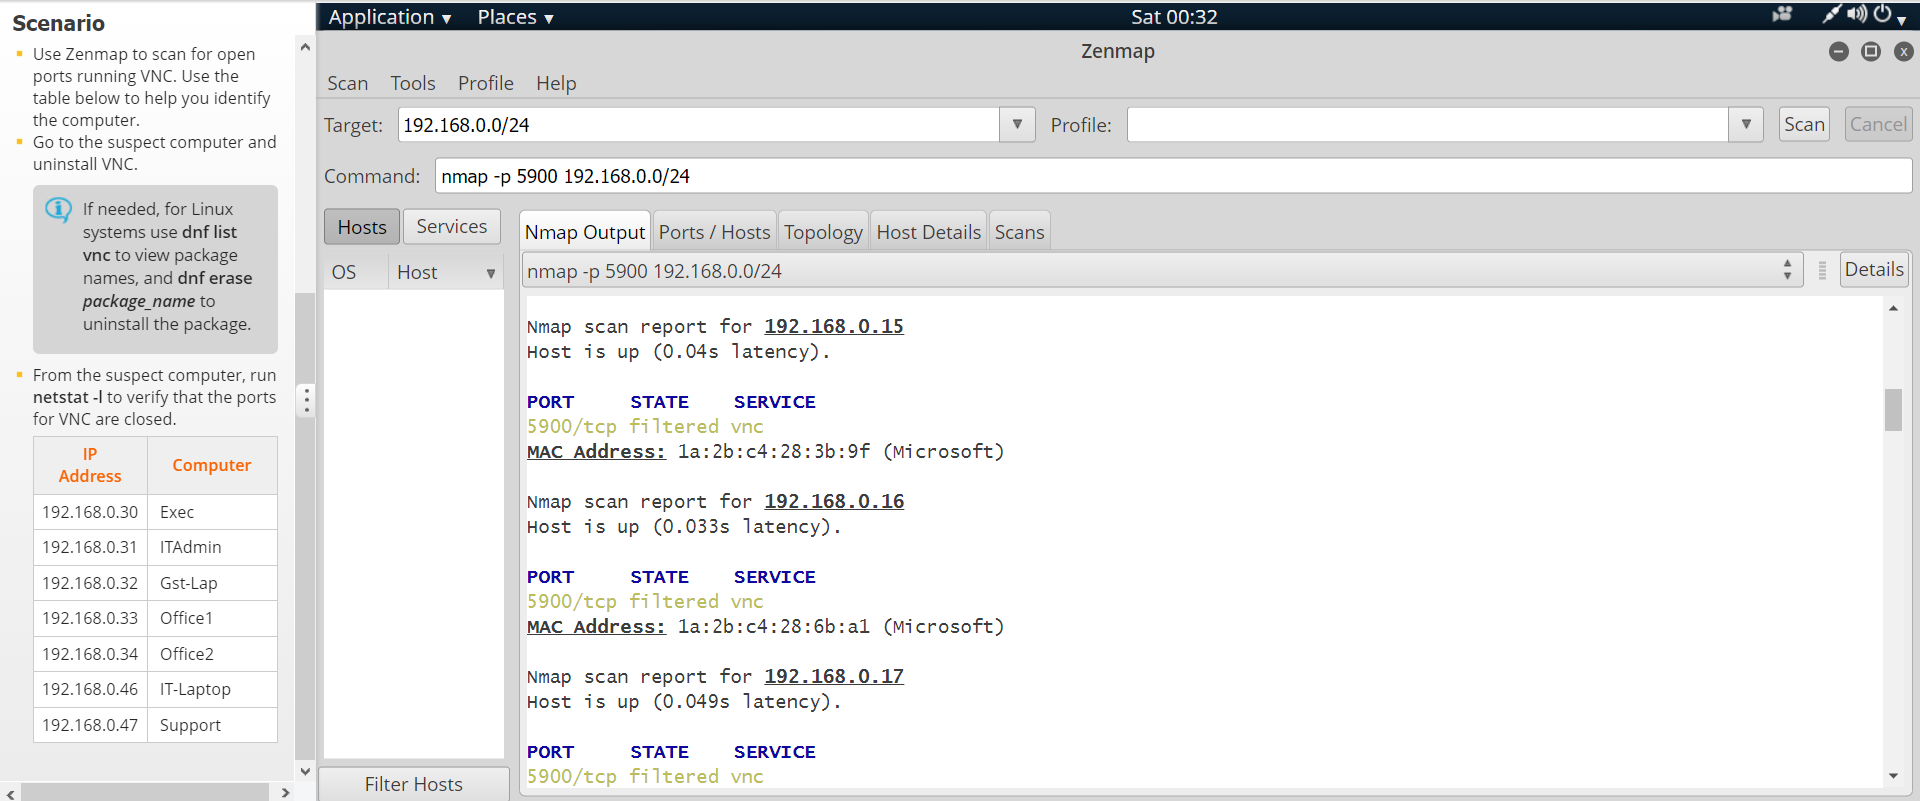 Scenario
Use Zenmap to scan for open
ports running VNC. Use the
table below to help you identify
the computer.
Go to the suspect computer and
uninstall VNC.
If needed, for Linux
systems use dnf list
vnc to view package
names, and dnf erase
package_name to
uninstall the package.
From the suspect computer, run
netstat -l to verify that the ports
for VNC are closed.
IP Address Computer
192.168.0.30 Exec
192.168.0.31 ITAdmin
192.168.0.32 Gst-Lap
192.168.0.33 Office1
192.168.0.34 Office2
192.168.0.46 IT-Laptop
192.168.0.47 Support
Application Places Sat 00:32
Zenmap
Scan Tools Profile Help
Target: 192.168.0.0/24 Profile: Scan Cancel
Command: nmap -p 5900 192.168.0.0/24
Hosts Services Nmap Output Ports / Hosts Topology Host Details Scans
OS Host nmap -p 5900 192.168.0.0/24 Details
Nmap scan report for 192.168.0.15
Host is up (0.04s latency).
PORT STATE SERVICE
5900/tcp filtered vnc
MAC Address: 1a:2b:c4:28:3b:9f (Microsoft)
Nmap scan report for 192.168.0.16
Host is up (0.033s latency).
PORT STATE SERVICE
5900/tcp filtered vnc
MAC Address: 1a:2b:c4:28:6b:a1 (Microsoft)
Nmap scan report for 192.168.0.17
Host is up (0.049s latency).
PORT STATE SERVICE
5900/tcp filtered vnc
Filter Hosts